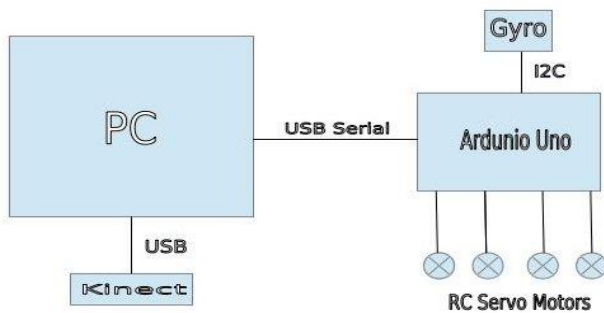 Gyro
I2C
PC
USB Serial
Ardunio Uno
USB
Kinect
RC Servo Motors